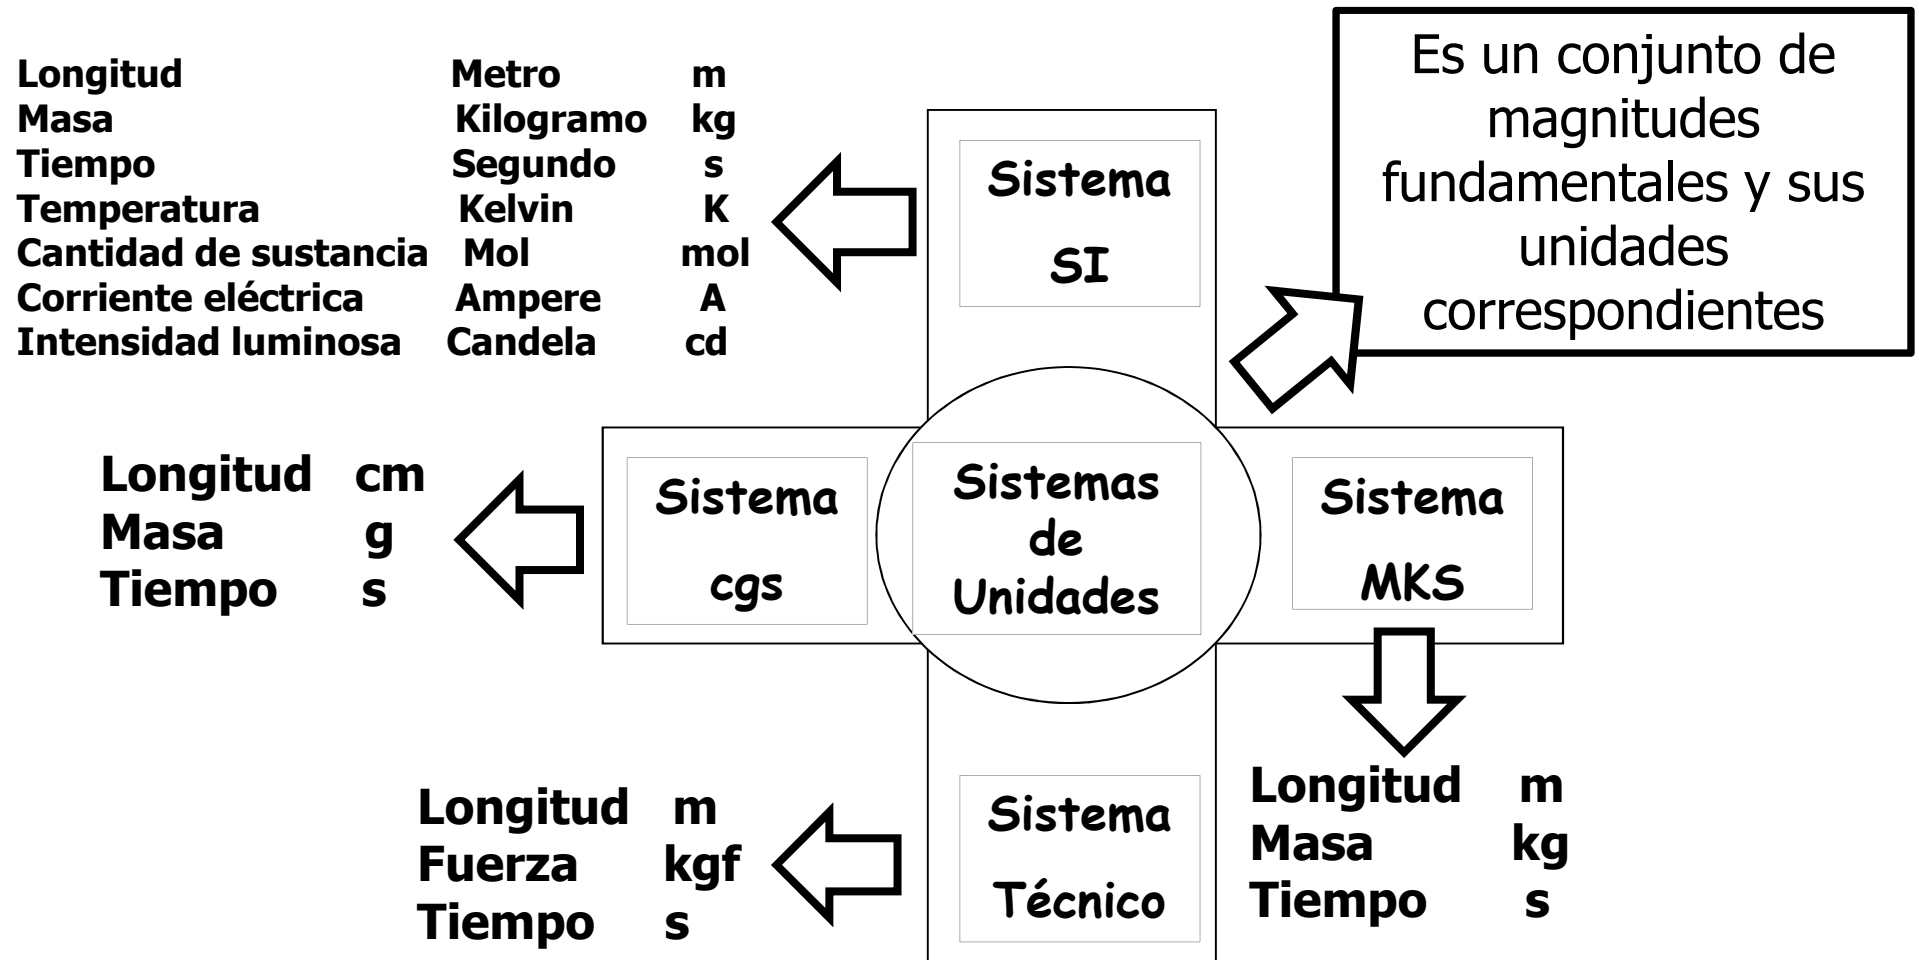 Longitud Metro m
Masa Kilogramo kg
Tiempo Segundo s
Temperatura Kelvin K
Cantidad de sustancia Mol mol
Corriente eléctrica Ampere A
Intensidad luminosa Candela cd
Sistema
SI
Es un conjunto de
magnitudes
fundamentales y sus
unidades
correspondientes
Longitud cm
Masa g
Tiempo s
Sistema
cgs
Sistemas
de
Unidades
Sistema
MKS
Longitud m
Fuerza kgf
Tiempo s
Sistema
Técnico
Longitud m
Masa kg
Tiempo s